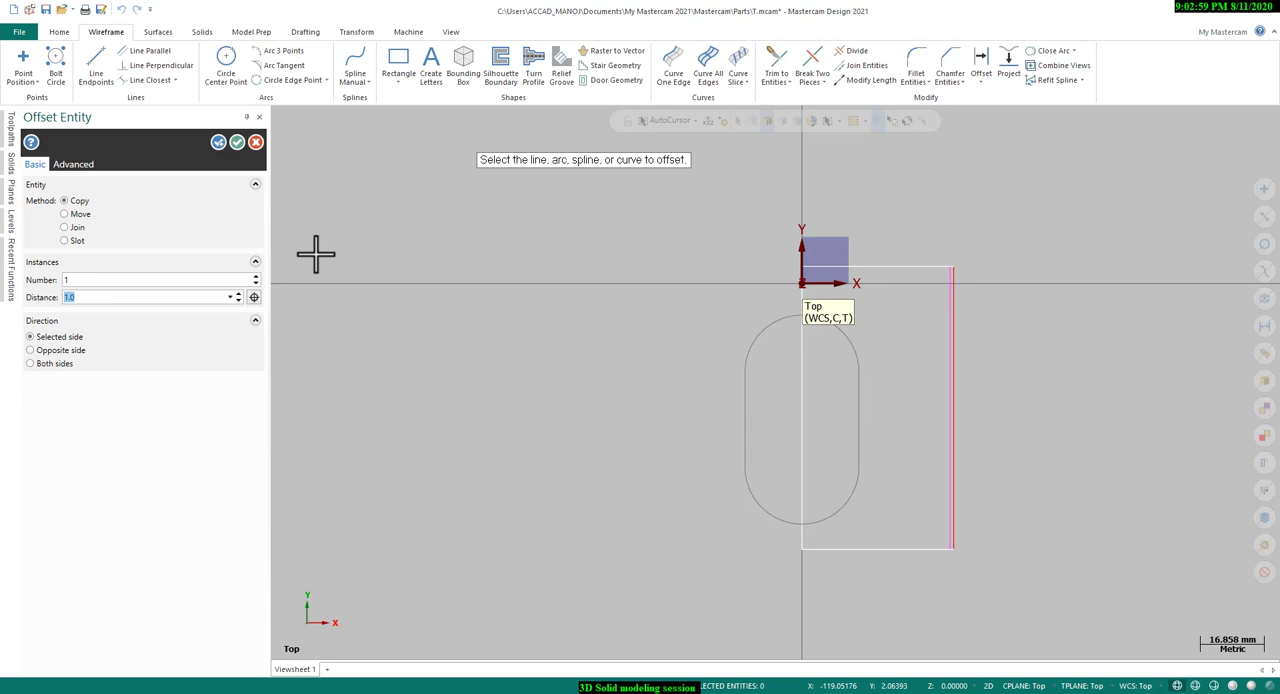 C:\Users\ACCAD_MANOJ\Documents\My Mastercam 2021\Mastercam\Parts\T.mcam* - Mastercam Design 2021
9:02:59 PM 8/11/2020
File Home Wireframe Surfaces Solids Model Prep Drafting Transform Machine View My Mastercam
Point Position
Bolt Circle
Points
Line Endpoints
Line Parallel
Line Perpendicular
Line Closest
Lines
Circle Center Point
Arc 3 Points
Arc Tangent
Circle Edge Point
Arcs
Spline Manual
Splines
Rectangle
Create Letters
Bounding Box
Silhouette Boundary
Turn Profile
Relief Groove
Raster to Vector
Stair Geometry
Door Geometry
Shapes
Curve One Edge
Curve All Edges
Curve Slice
Curves
Trim to Entities
Break Two Pieces
Divide
Join Entities
Modify Length
Fillet Entities
Chamfer Entities
Offset
Project
Close Arc
Combine Views
Refit Spline
Modify
Toolpaths
Solids
Planes
Levels
Recent Functions
Offset Entity
Basic Advanced
Entity
Method: Copy
Move
Join
Slot
Instances
Number: 1
Distance: 1.0
Direction
Selected side
Opposite side
Both sides
AutoCursor
Select the line, arc, spline, or curve to offset.
Y
X
Top
(WCS,C,T)
Y
X
Top
16.858 mm
Metric
Viewsheet 1 +
3D Solid modeling session
LECTED ENTITIES: 0 X: -119.05176 Y: 2.06393 Z: 0.00000 2D CPLANE: Top TPLANE: Top WCS: Top